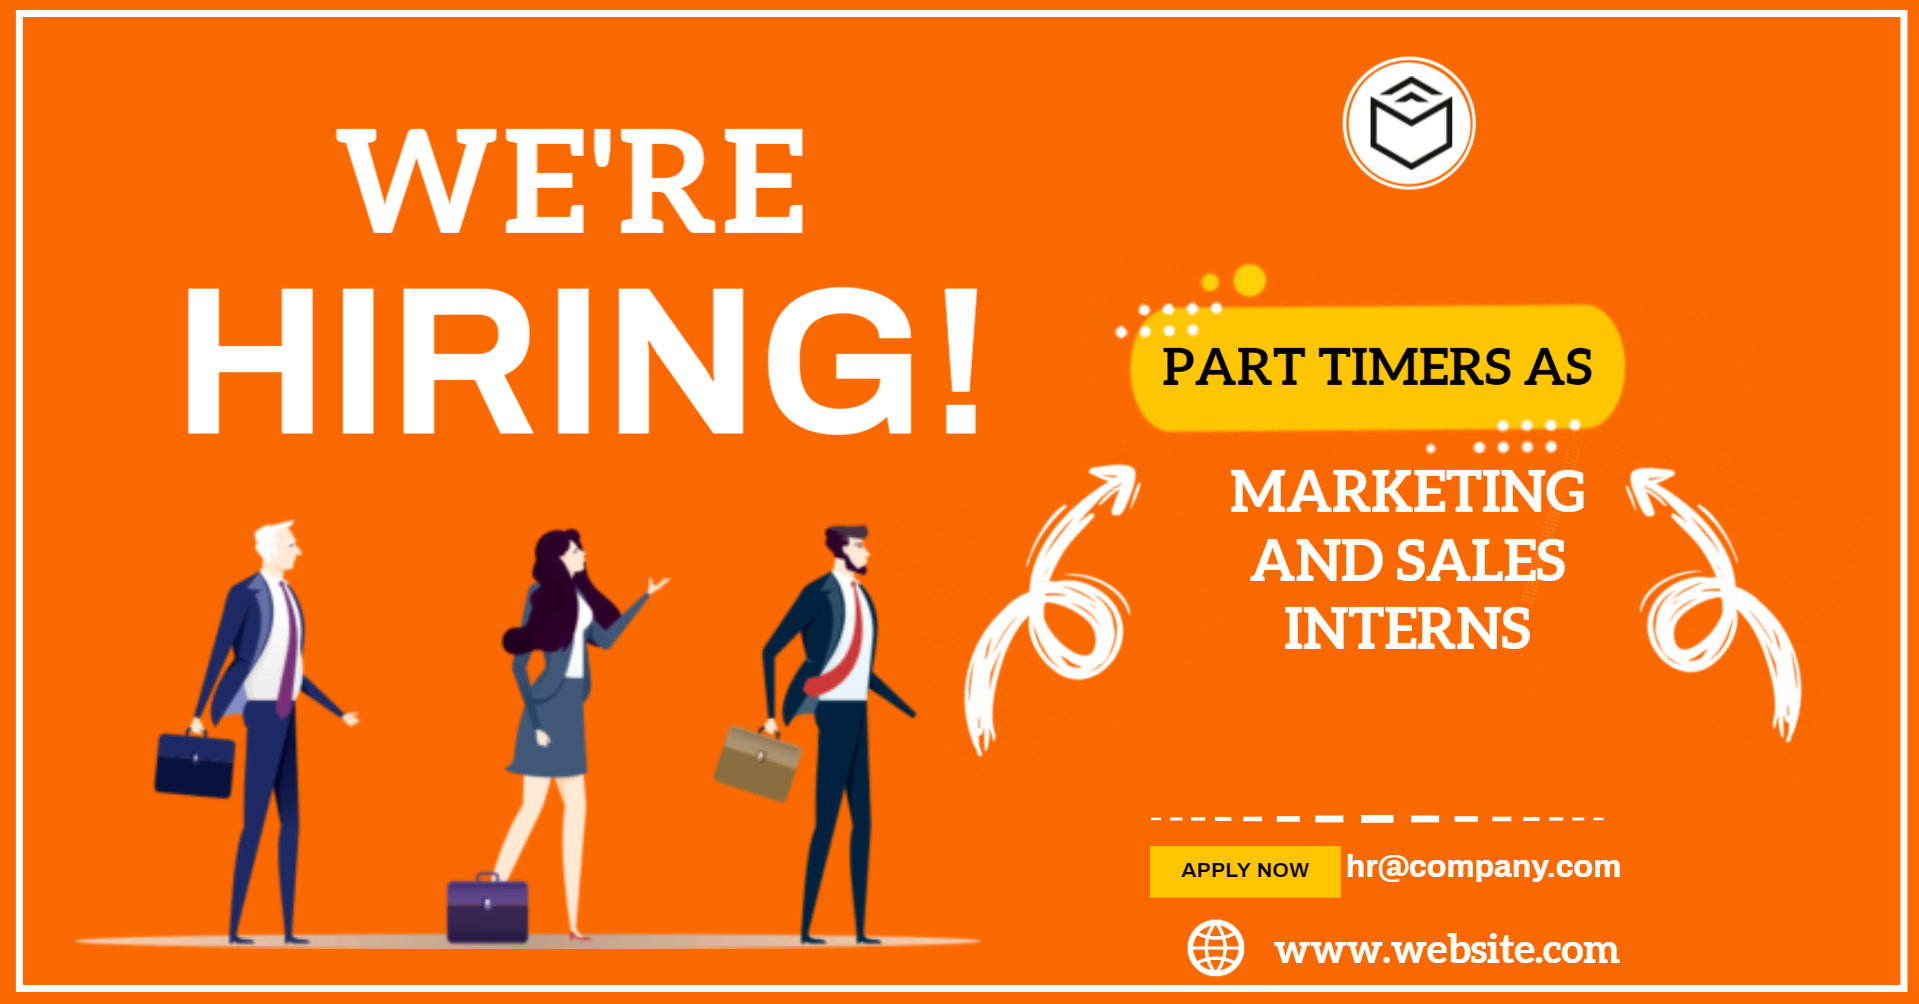 WE'RE
HIRING!
PART TIMERS AS
MARKETING
AND SALES
INTERNS
APPLY NOW hr@company.com
www.website.com